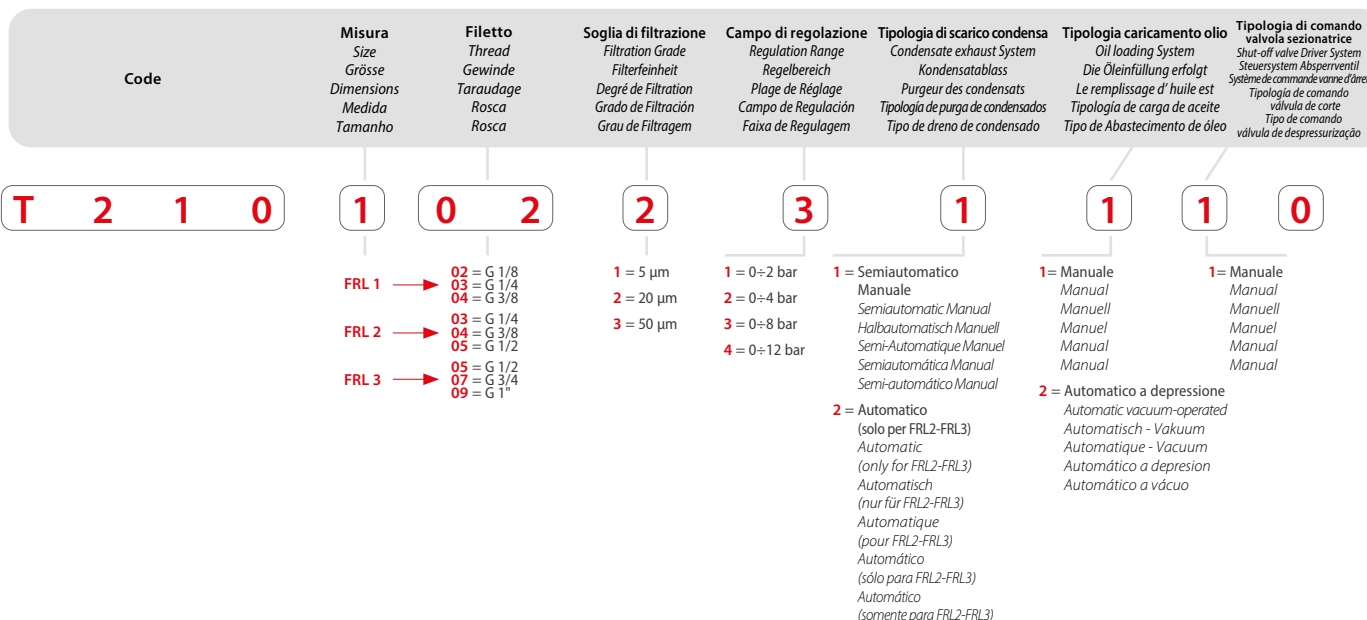 Code
Misura
Size
Grösse
Dimensions
Medida
Tamanho
Filetto
Thread
Gewinde
Taraudage
Rosca
Rosca
Soglia di filtrazione
Filtration Grade
Filterfeinheit
Degré de Filtration
Grado de Filtración
Grau de Filtragem
Campo di regolazione
Regulation Range
Regelbereich
Plage de Réglage
Campo de Regulación
Faixa de Regulagem
Tipologia di scarico condensa
Condensate exhaust System
Kondensatablass
Purgeur des condensats
Tipología de purga de condensados
Tipo de dreno de condensado
Tipologia caricamento olio
Oil loading System
Die Öleinfüllung erfolgt
Le remplissage d' huile est
Tipología de carga de aceite
Tipo de Abastecimento de óleo
Tipologia di comando
valvola sezionatrice
Shut-off valve Driver System
Steuersystem Absperrventil
Système de commande vanne d'
Tipología de comando
válvula de corte
Tipo de comando
válvula de despressurização
T 2 1 0 1 0 2 2 3 1 1 1 0
FRL 1
02 = G 1/8
03 = G 1/4
04 = G 3/8
FRL 2
03 = G 1/4
04 = G 3/8
05 = G 1/2
FRL 3
05 = G 1/2
07 = G 3/4
09 = G 1"
1 = 5 µm
2 = 20 µm
3 = 50 µm
1 = 0÷2 bar
2 = 0÷4 bar
3 = 0÷8 bar
4 = 0÷12 bar
1 = Semiautomatico
Manuale
Semiautomatic Manual
Halbautomatisch Manuell
Semi-Automatique Manuel
Semiautomática Manual
Semi-automático Manual
2 = Automatico
(solo per FRL2-FRL3)
Automatic
(only for FRL2-FRL3)
Automatisch
(nur für FRL2-FRL3)
Automatique
(pour FRL2-FRL3)
Automático
(sólo para FRL2-FRL3)
Automático
(somente para FRL2-FRL3)
1= Manuale
Manual
Manuell
Manuel
Manual
Manual
2 = Automatico a depressione
Automatic vacuum-operated
Automatisch - Vakuum
Automatique - Vacuum
Automático a depresion
Automático a vácuo
1= Manuale
Manual
Manuell
Manuel
Manual
Manual